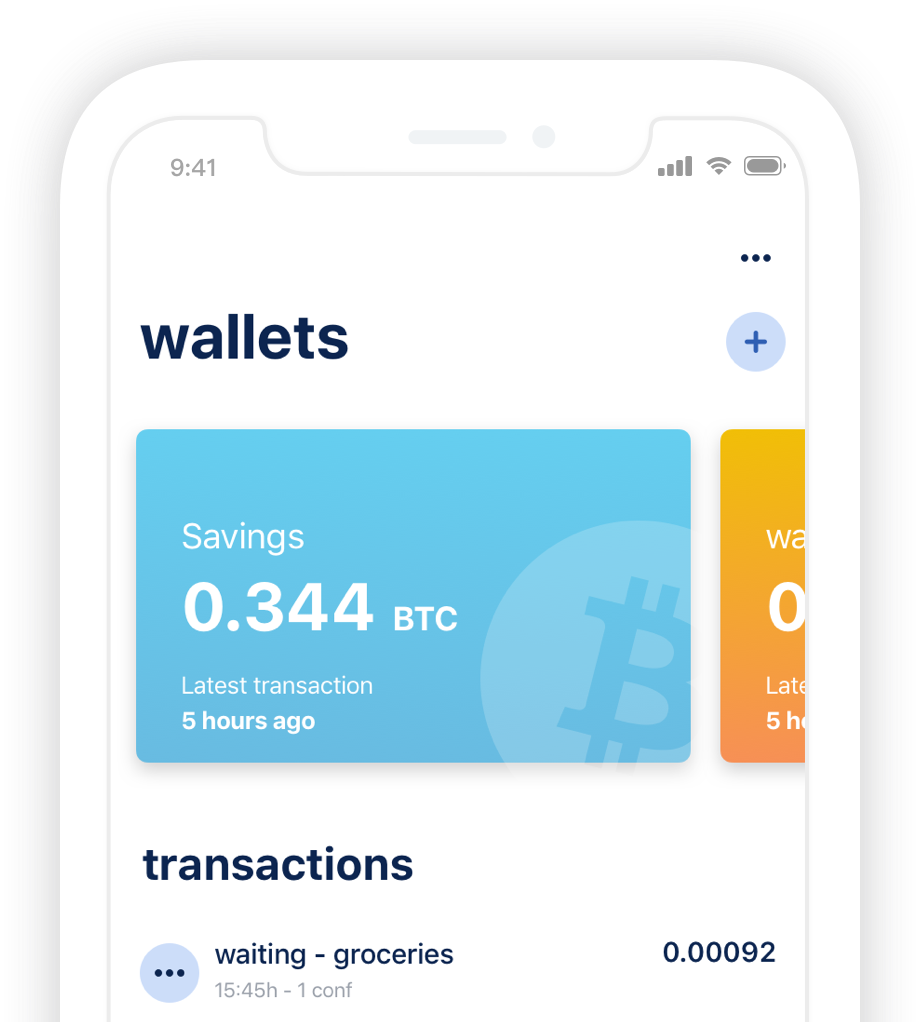 9:41
wallets
Savings
0.344 BTC
Latest transaction
5 hours ago
wa
0
Late
5 h
transactions
waiting - groceries
0.00092
15:45h - 1 conf